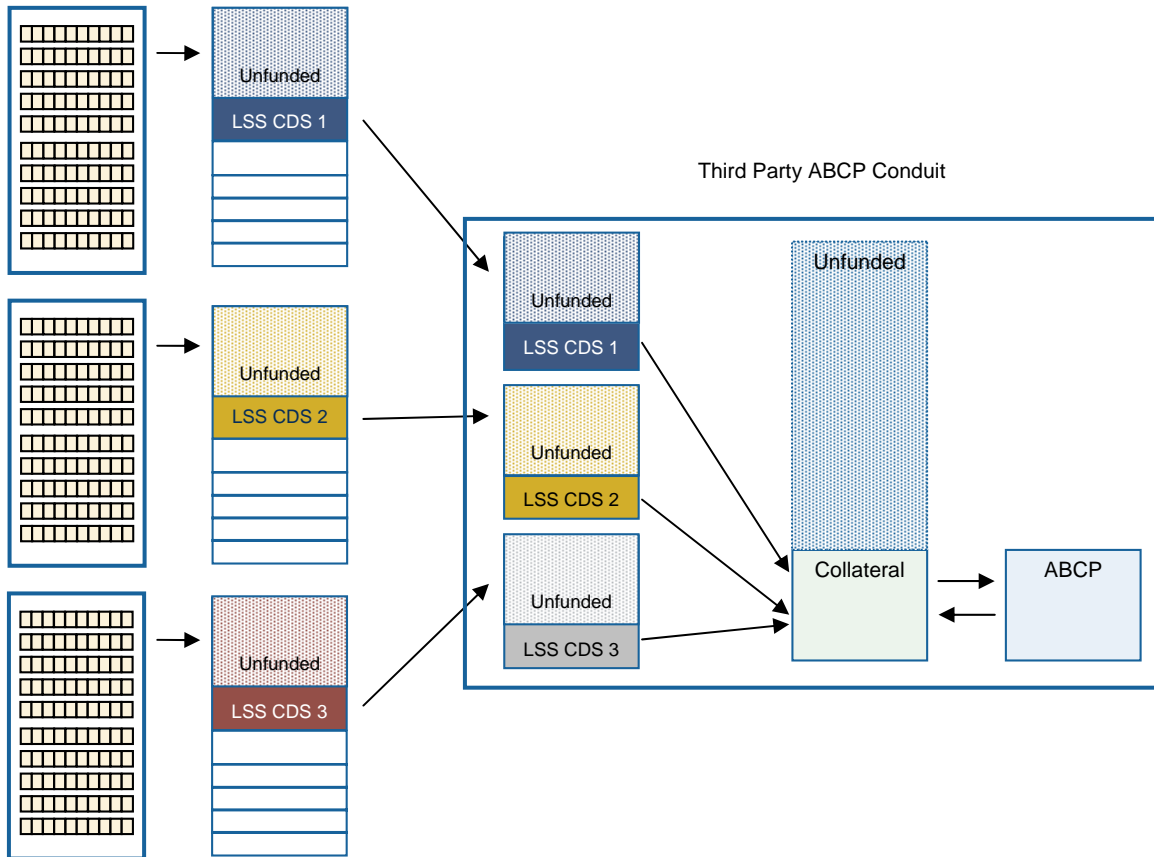 Unfunded
LSS CDS 1
Unfunded
LSS CDS 2
Unfunded
LSS CDS 3
Third Party ABCP Conduit
Unfunded
LSS CDS 1
Unfunded
LSS CDS 2
Unfunded
LSS CDS 3
Unfunded
Collateral
ABCP